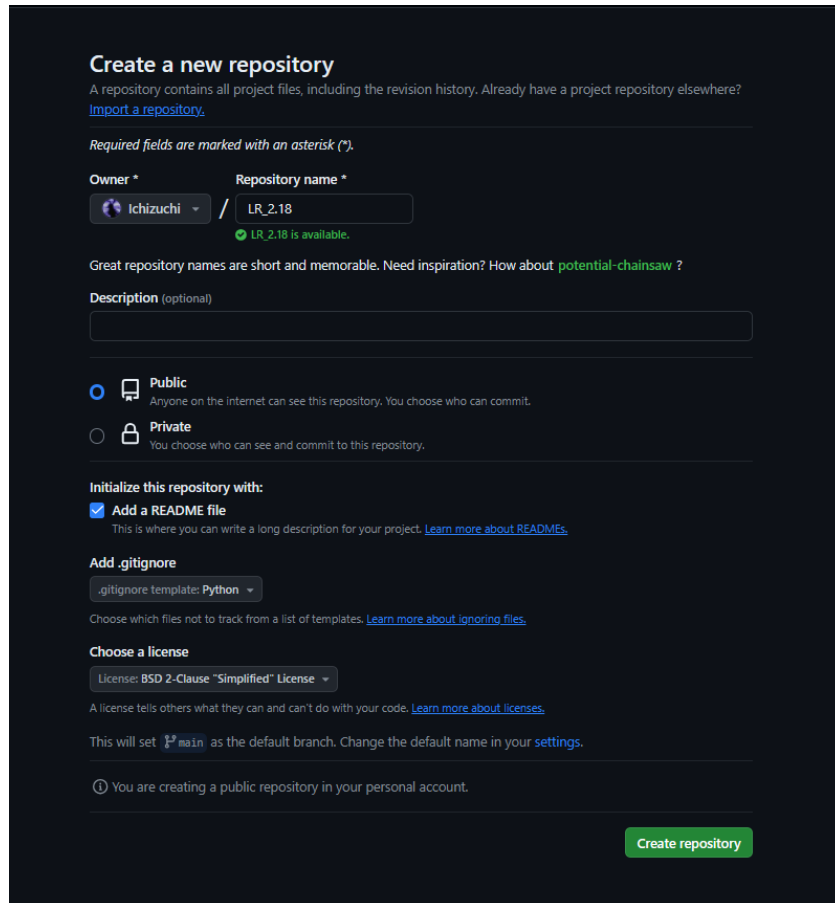 Create a new repository
A repository contains all project files, including the revision history. Already have a project repository elsewhere?
Import a repository.
Required fields are marked with an asterisk (*).
Owner *
Repository name *
Ichizuchi
/
LR_2.18
LR_2.18 is available.
Great repository names are short and memorable. Need inspiration? How about potential-chainsaw ?
Description (optional)
Public
Anyone on the internet can see this repository. You choose who can commit.
Private
You choose who can see and commit to this repository.
Initialize this repository with:
Add a README file
This is where you can write a long description for your project. Learn more about READMEs.
Add .gitignore
.gitignore template: Python
Choose which files not to track from a list of templates. Learn more about ignoring files.
Choose a license
License: BSD 2-Clause "Simplified" License
A license tells others what they can and can't do with your code. Learn more about licenses.
This will set main as the default branch. Change the default name in your settings.
You are creating a public repository in your personal account.
Create repository